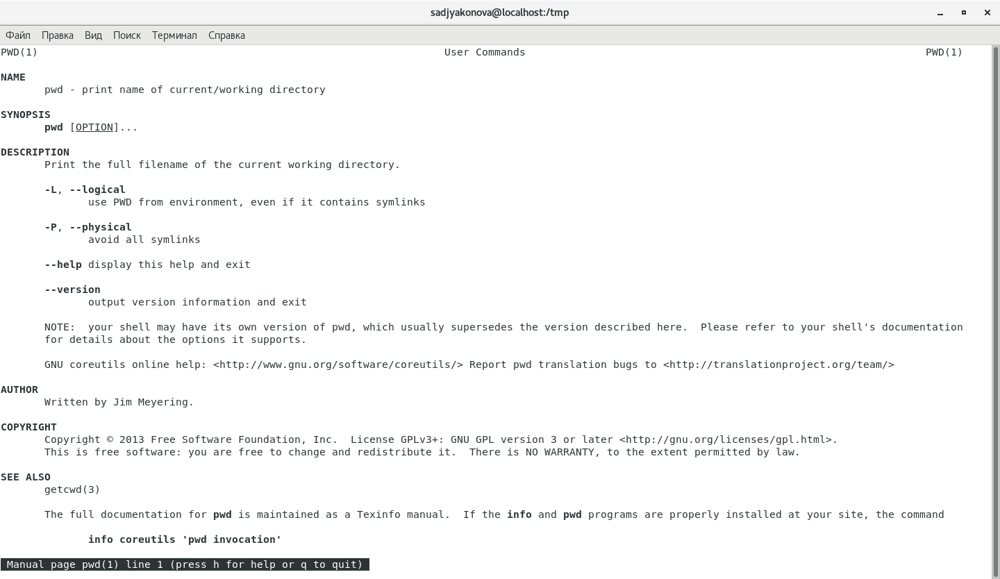 sadjyakonova@localhost:/tmp
Файл Правка Вид Поиск Терминал Справка
PWD(1) User Commands PWD(1)
NAME
pwd - print name of current/working directory
SYNOPSIS
pwd [OPTION]...
DESCRIPTION
Print the full filename of the current working directory.
-L, --logical
use PWD from environment, even if it contains symlinks
-P, --physical
avoid all symlinks
--help display this help and exit
--version
output version information and exit
NOTE:  your shell may have its own version of pwd, which usually supersedes the version described here.  Please refer to your shell's documentation
for details about the options it supports.
GNU coreutils online help: <http://www.gnu.org/software/coreutils/> Report pwd translation bugs to <http://translationproject.org/team/>
AUTHOR
Written by Jim Meyering.
COPYRIGHT
Copyright © 2013 Free Software Foundation, Inc.  License GPLv3+: GNU GPL version 3 or later <http://gnu.org/licenses/gpl.html>.
This is free software: you are free to change and redistribute it.  There is NO WARRANTY, to the extent permitted by law.
SEE ALSO
getcwd(3)
The full documentation for pwd is maintained as a Texinfo manual.  If the info and pwd programs are properly installed at your site, the command
info coreutils 'pwd invocation'
Manual page pwd(1) line 1 (press h for help or q to quit)